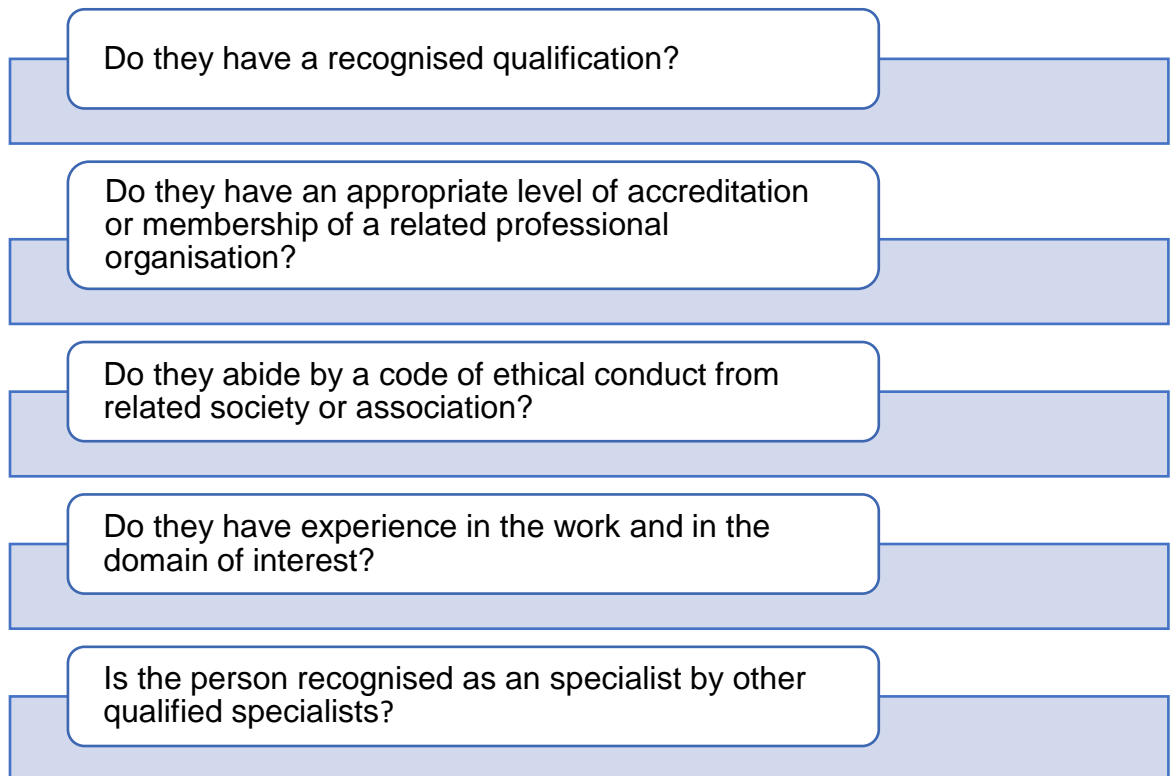 Do they have a recognised qualification?
Do they have an appropriate level of accreditation
or membership of a related professional
organisation?
Do they abide by a code of ethical conduct from
related society or association?
Do they have experience in the work and in the
domain of interest?
Is the person recognised as an specialist by other
qualified specialists?